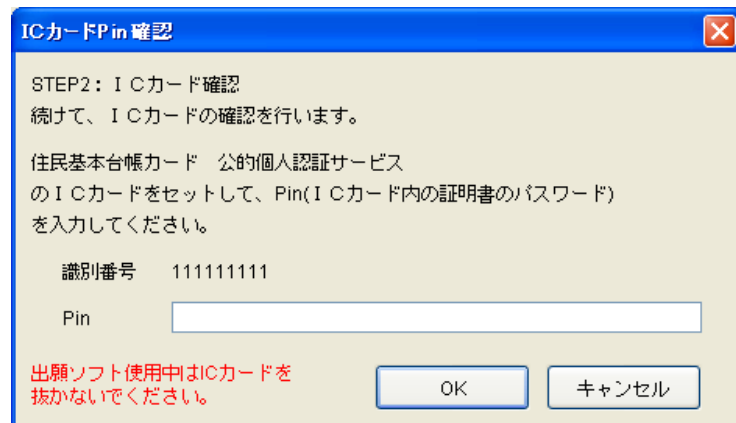 ICカードPin確認
STEP2：ＩＣカード確認
続けて、ＩＣカードの確認を行います。
住民基本台帳カード　公的個人認証サービス
のＩＣカードをセットして、Pin(ＩＣカード内の証明書のパスワード)
を入力してください。
識別番号　111111111
Pin
出願ソフト使用中はICカードを
抜かないでください。
OK　キャンセル